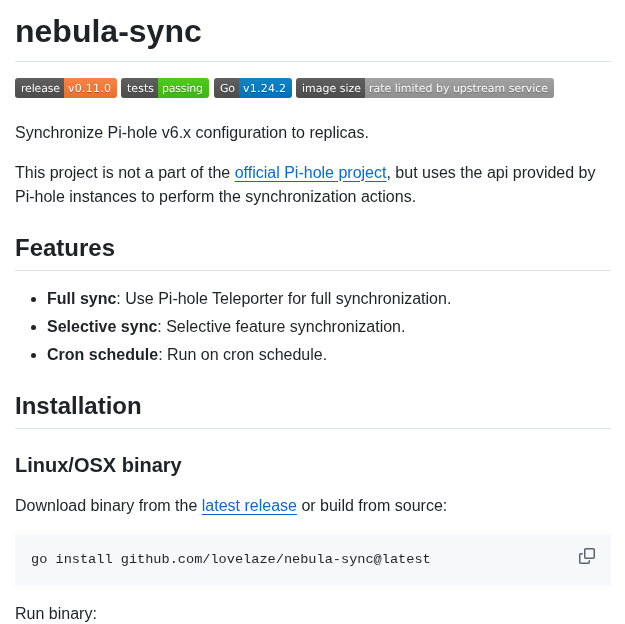 nebula-sync
release v0.11.0 tests passing Go v1.24.2 image size rate limited by upstream service
Synchronize Pi-hole v6.x configuration to replicas.
This project is not a part of the official Pi-hole project, but uses the api provided by
Pi-hole instances to perform the synchronization actions.
Features
• Full sync: Use Pi-hole Teleporter for full synchronization.
• Selective sync: Selective feature synchronization.
• Cron schedule: Run on cron schedule.
Installation
Linux/OSX binary
Download binary from the latest release or build from source:
go install github.com/lovelaze/nebula-sync@latest
Run binary: